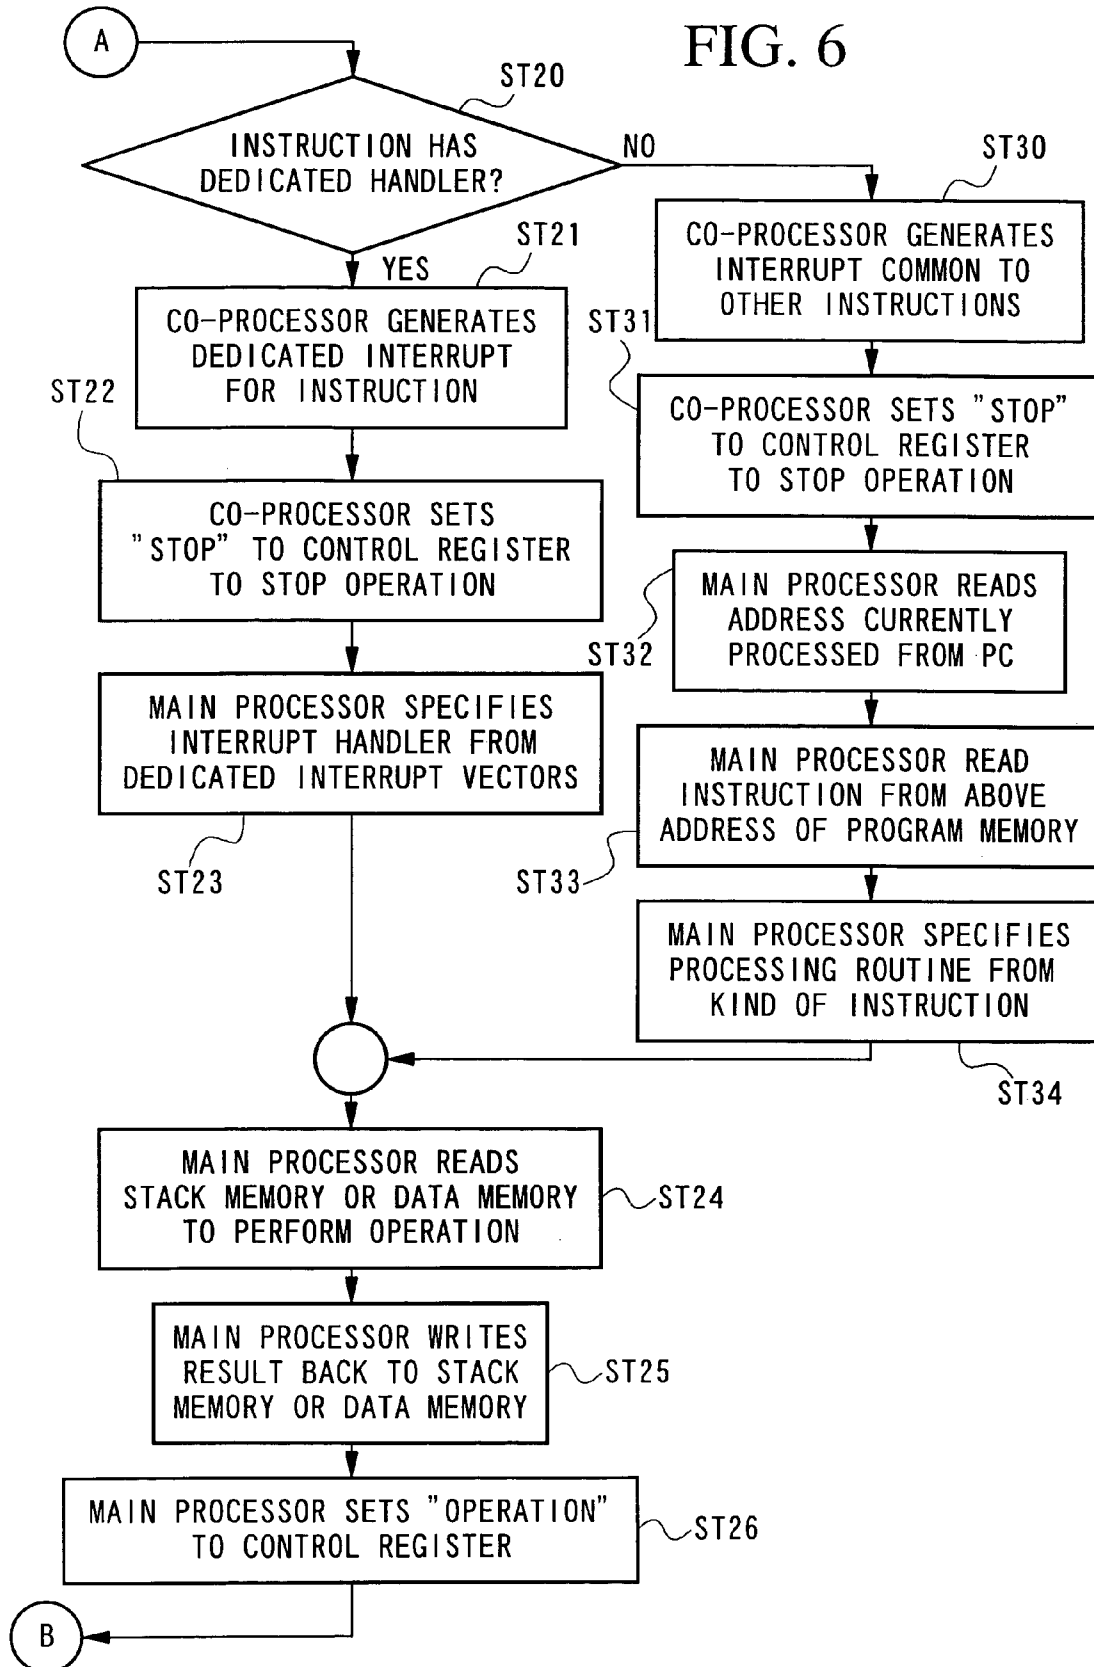 FIG. 6
A
ST20
INSTRUCTION HAS
DEDICATED HANDLER?
NO
YES
ST21
CO-PROCESSOR GENERATES
DEDICATED INTERRUPT
FOR INSTRUCTION
ST22
CO-PROCESSOR SETS
"STOP" TO CONTROL REGISTER
TO STOP OPERATION
MAIN PROCESSOR SPECIFIES
INTERRUPT HANDLER FROM
DEDICATED INTERRUPT VECTORS
ST23
ST30
CO-PROCESSOR GENERATES
INTERRUPT COMMON TO
OTHER INSTRUCTIONS
ST31
CO-PROCESSOR SETS "STOP"
TO CONTROL REGISTER
TO STOP OPERATION
MAIN PROCESSOR READS
ADDRESS CURRENTLY
PROCESSED FROM PC
ST32
MAIN PROCESSOR READ
INSTRUCTION FROM ABOVE
ADDRESS OF PROGRAM MEMORY
ST33
MAIN PROCESSOR SPECIFIES
PROCESSING ROUTINE FROM
KIND OF INSTRUCTION
ST34
MAIN PROCESSOR READS
STACK MEMORY OR DATA MEMORY
TO PERFORM OPERATION
ST24
MAIN PROCESSOR WRITES
RESULT BACK TO STACK
MEMORY OR DATA MEMORY
ST25
MAIN PROCESSOR SETS "OPERATION"
TO CONTROL REGISTER
ST26
B